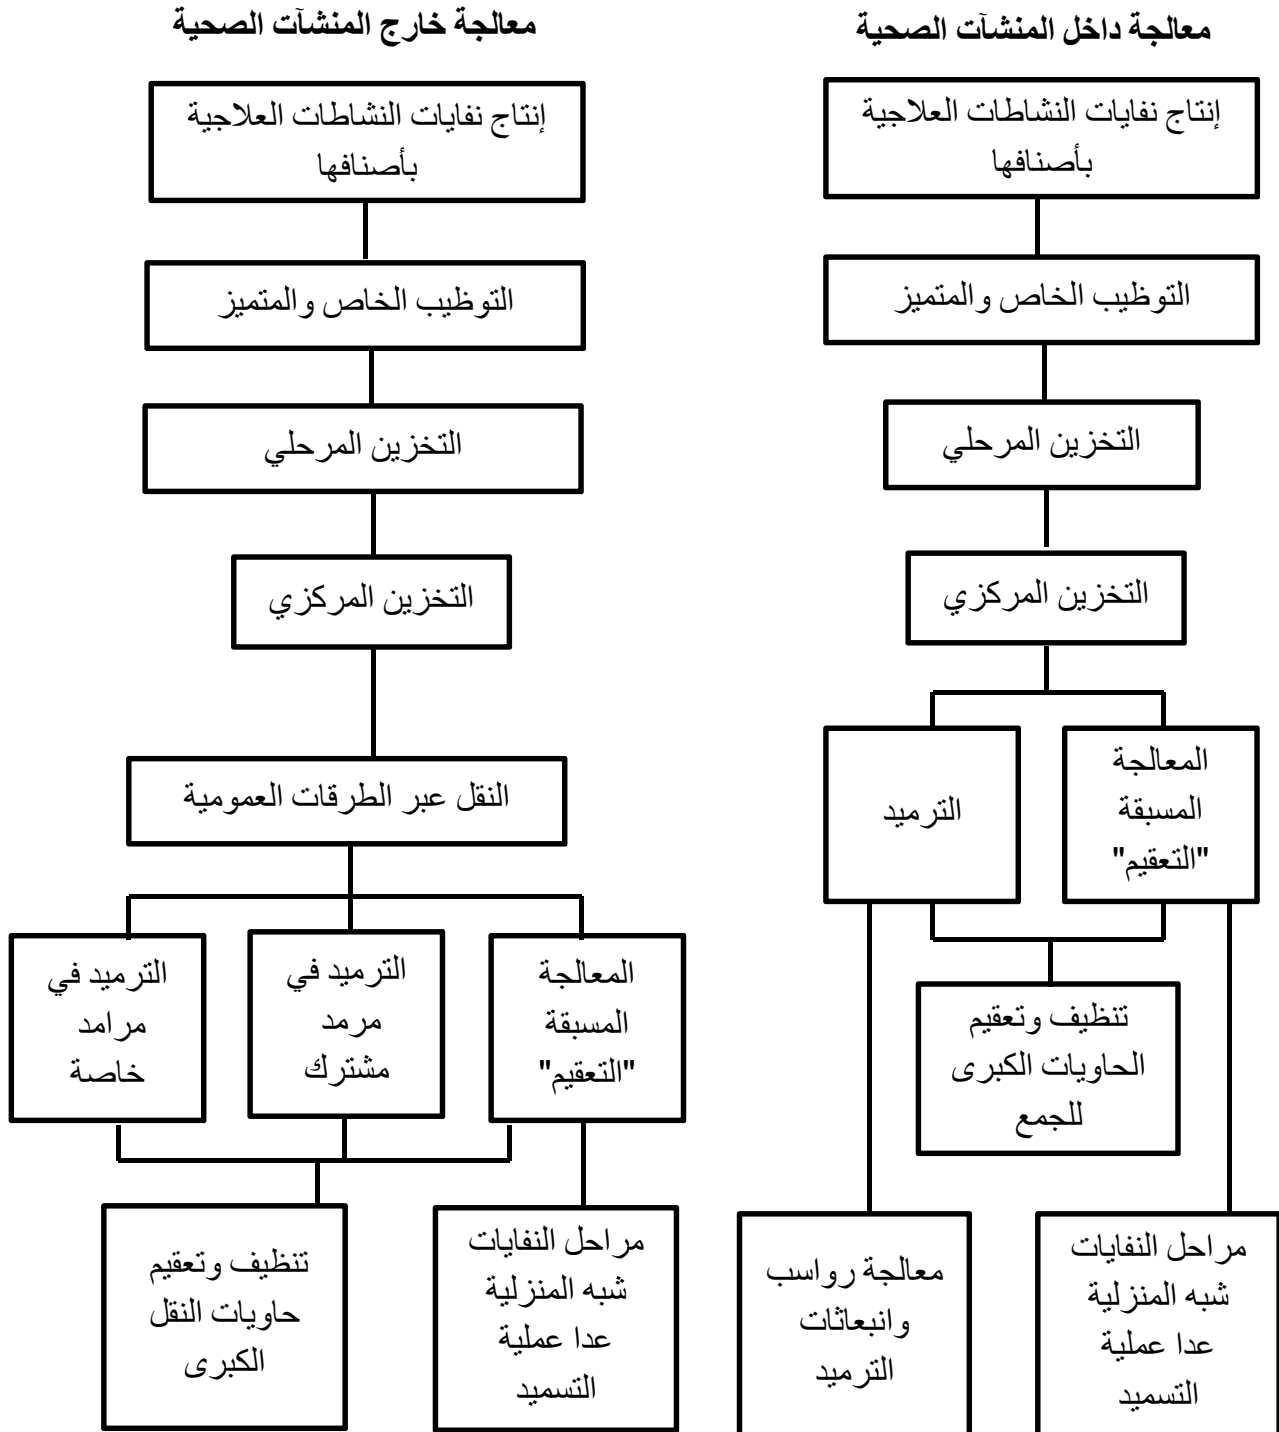 معالجة داخل المنشآت الصحية
إنتاج نفايات النشاطات العلاجية
بأصنافها
التوظيب الخاص والمتميز
التخزين المرحلي
التخزين المركزي
المعالجة
المسبقة
"التعقيم"
الترميد
تنظيف وتعقيم
الحاويات الكبرى
للجمع
مراحل النفايات
شبه المنزلية
عدا عملية
التسميد
معالجة رواسب
وانبعاثات
الترميد
معالجة خارج المنشآت الصحية
إنتاج نفايات النشاطات العلاجية
بأصنافها
التوظيب الخاص والمتميز
التخزين المرحلي
التخزين المركزي
النقل عبر الطرقات العمومية
المعالجة
المسبقة
"التعقيم"
الترميد في
مرمد
مشترك
الترميد في
مرامد
خاصة
مراحل النفايات
شبه المنزلية
عدا عملية
التسميد
تنظيف وتعقيم
حاويات النقل
الكبرى